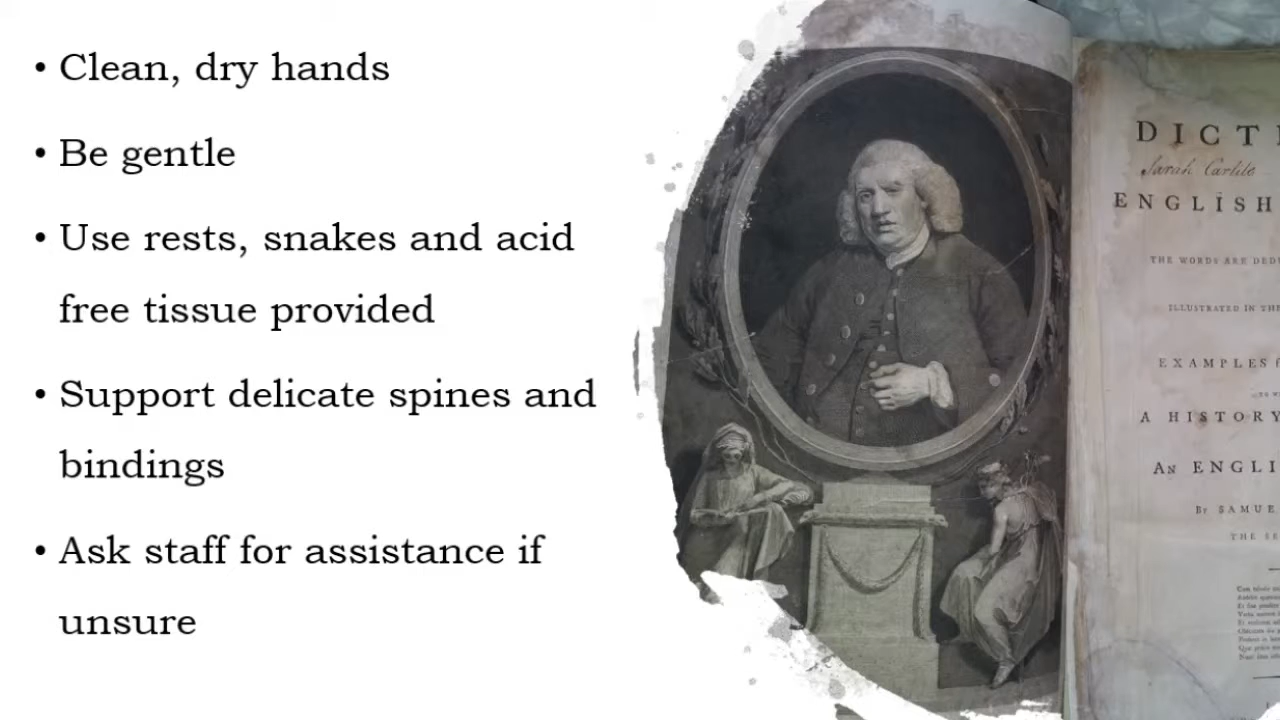 • Clean, dry hands
• Be gentle
• Use rests, snakes and acid
free tissue provided
• Support delicate spines and
bindings
• Ask staff for assistance if
unsure
DICT
Sarah Carlile
ENGLISH
THE WORDS ARE
ILLUSTRATED IN THE
EXAMPLES
A HISTORY
AN ENGLI
BY SAMUE